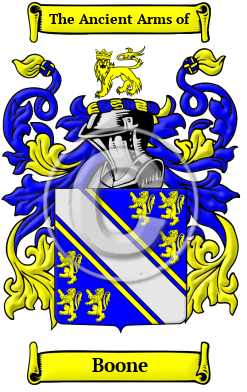 The Ancient Arms of
Boone